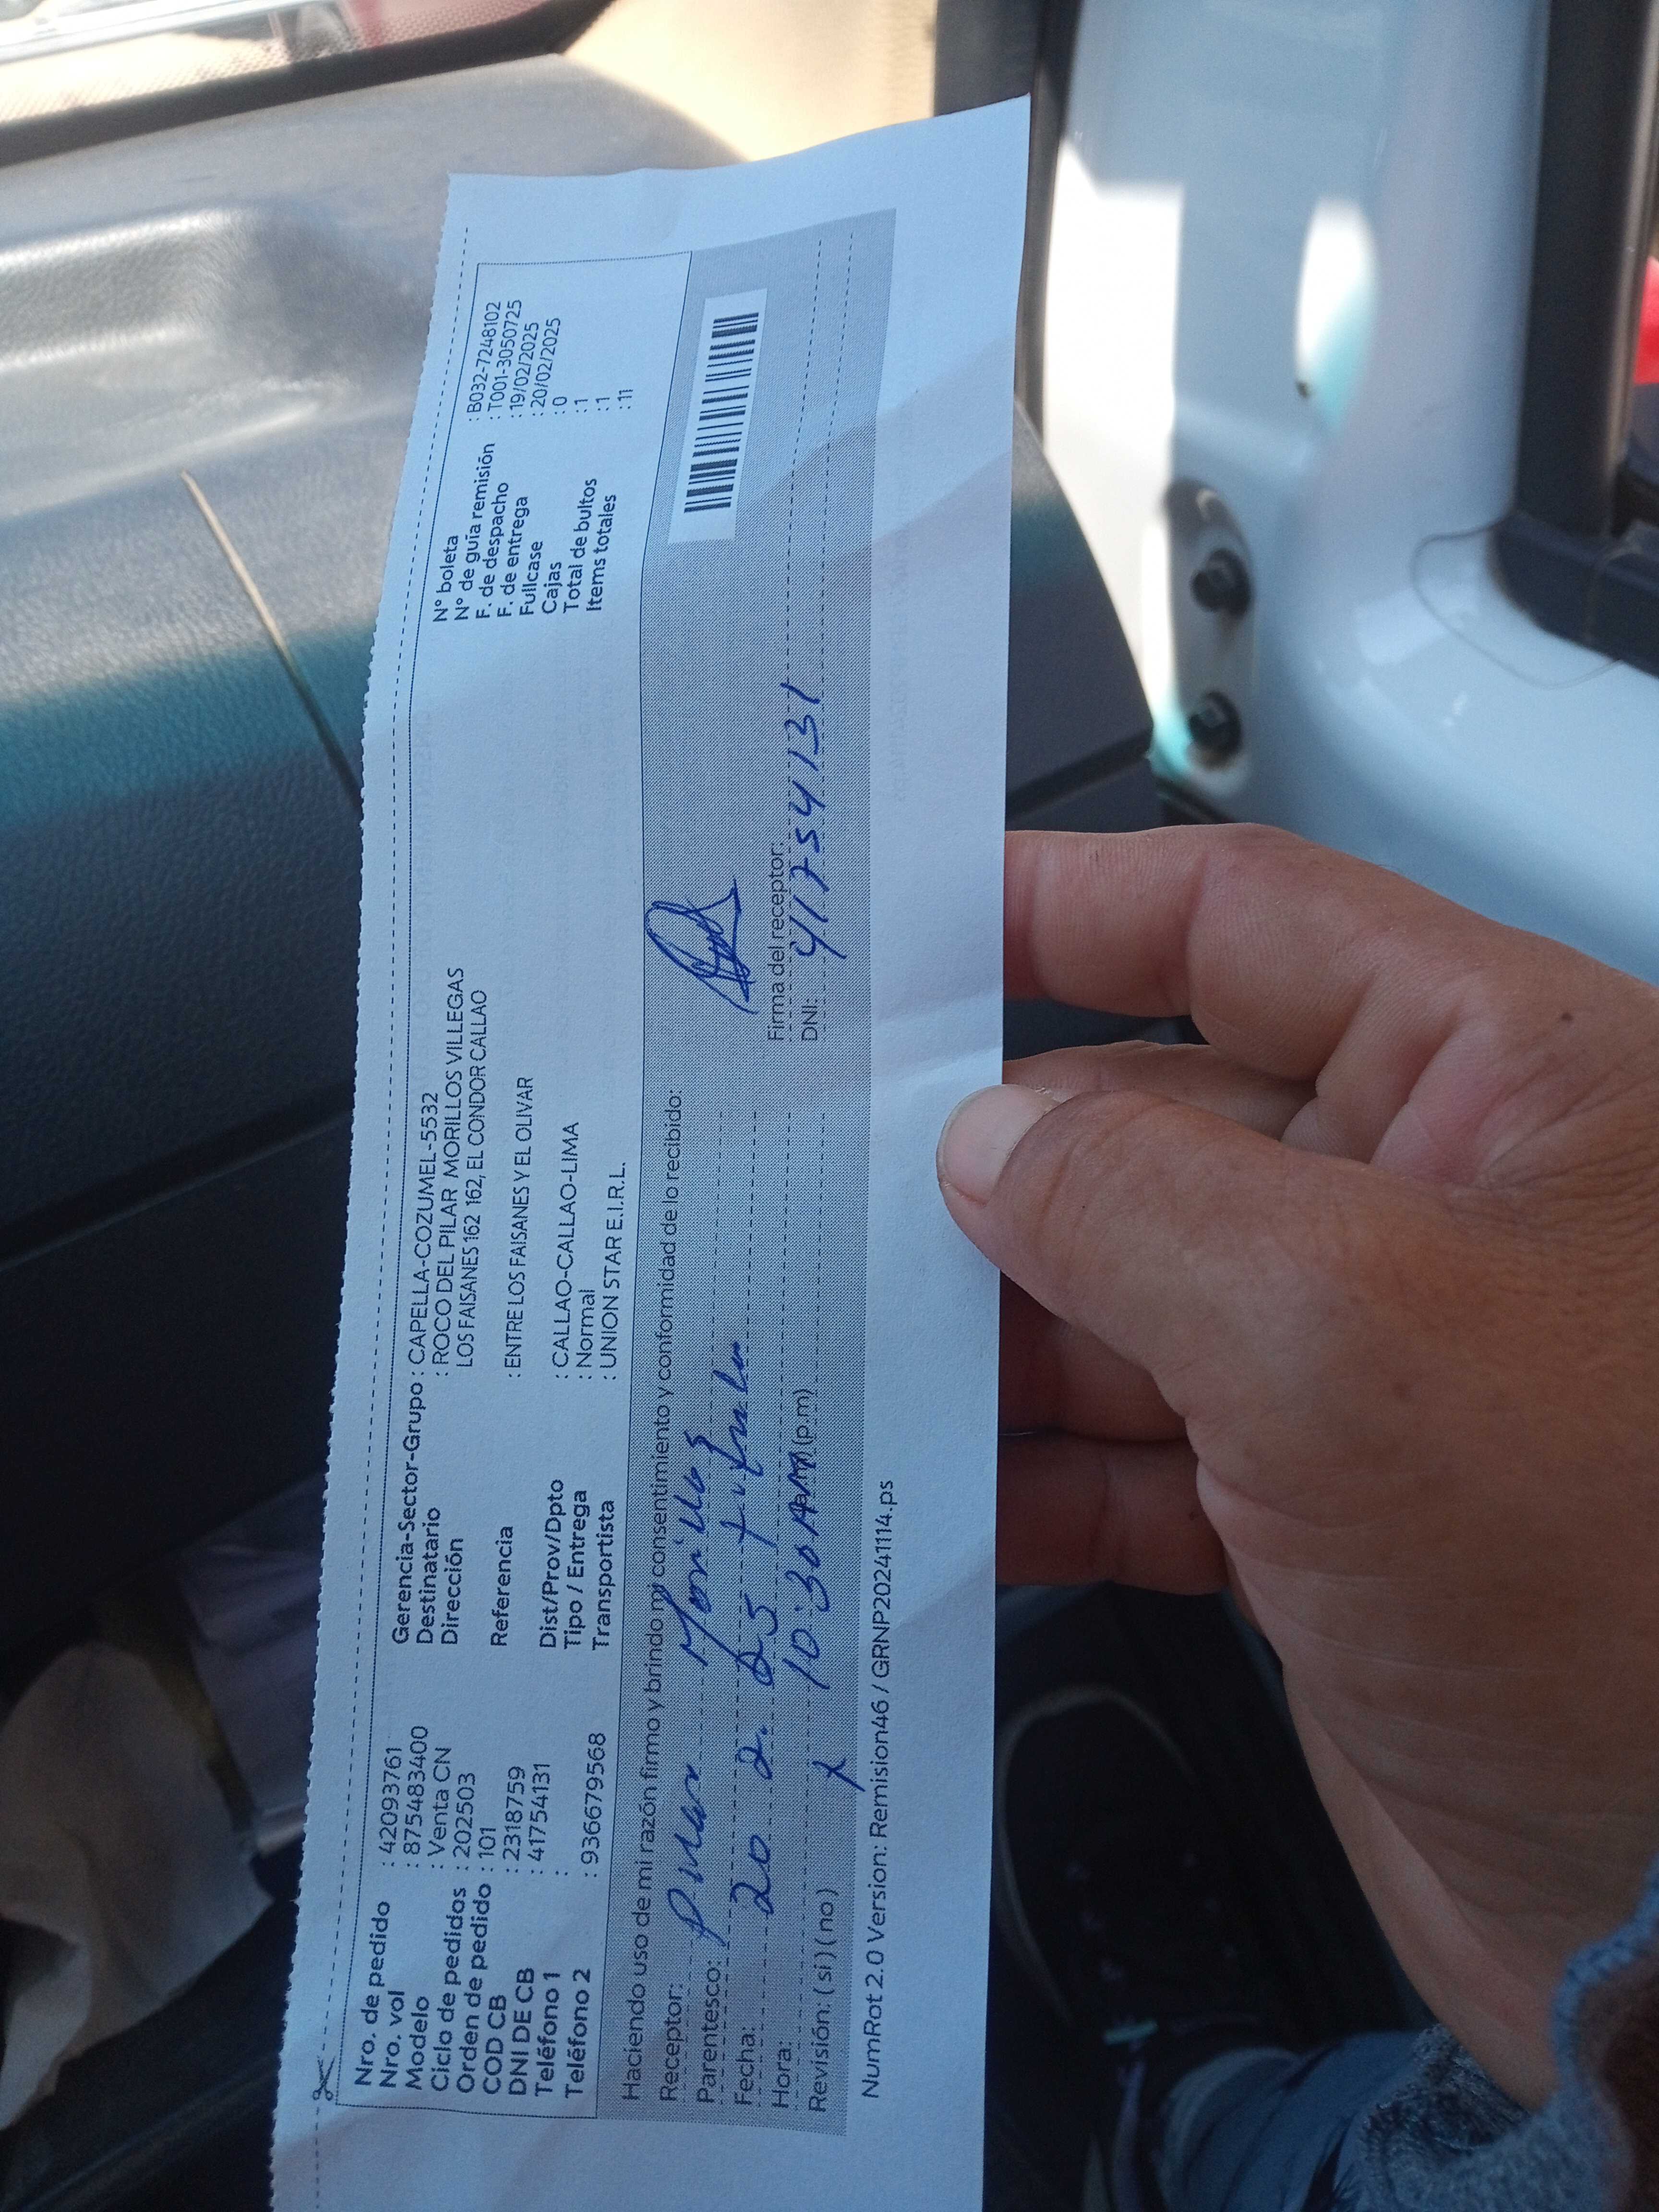 Nro. de pedido : 42093761
Nro. vol : 875483400
Modelo : Venta CN
Ciclo de pedidos : 202503
Orden de pedido : 101
COD CB : 2318759
DNI DE CB : 41754131
Teléfono 1 :
Teléfono 2 : 936679568
Gerencia-Sector-Grupo : CAPELLA-COZUMEL-5532
Destinatario : ROCO DEL PILAR MORILLOS VILLEGAS
Dirección LOS FAISANES 162 162, EL CONDOR CALLAO
Referencia : ENTRE LOS FAISANES Y EL OLIVAR
Dist/Prov/Dpto : CALLAO-CALLAO-LIMA
Tipo / Entrega : Normal
Transportista : UNION STAR E.I.R.L.
N° boleta : B032-7248102
N° de guía remisión : T001-3050725
F. de despacho : 19/02/2025
F. de entrega : 20/02/2025
Fullcase : 0
Cajas : 1
Total de bultos : 1
Items totales : 11
Haciendo uso de mi razón firmo y brindo mi consentimiento y conformidad de lo recibido:
Receptor: Morillos
Parentesco:
Fecha: 20 2. 25
Hora: 10:30 AM (p.m)
Revisión: ( si ) ( no )
Firma del receptor:
DNI: 41754131
NumRot 2.0 Version: Remision46 / GRNP20241114.ps